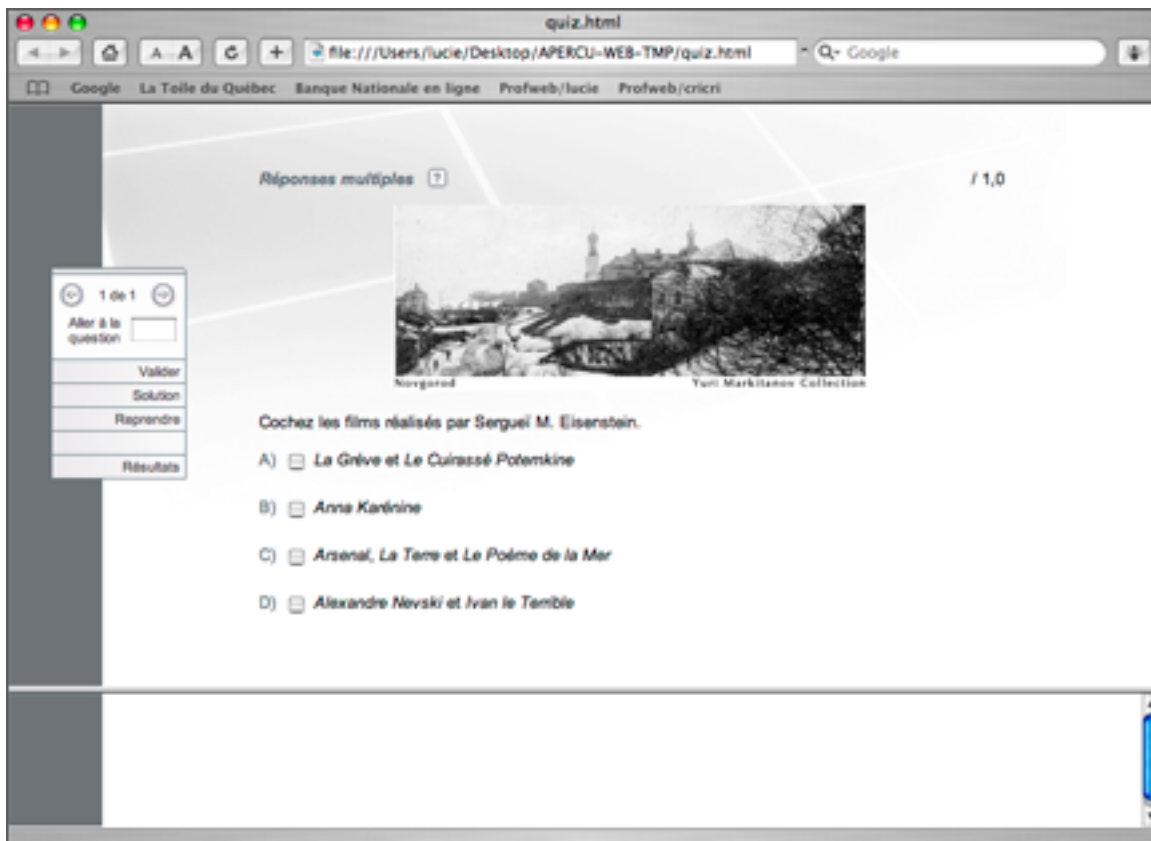 quiz.html
A A
file:///Users/lucie/Desktop/APERCU-WEB-TMP/quiz.html
Google
Google La Toile du Québec Banque Nationale en ligne Profweb/lucie Profweb/cricri
Réponses multiples ?
/ 1,0
1 de 1
Aller à la
question
Valider
Solution
Reprendre
Résultats
Novgorod Yuri Markitanov Collection
Cochez les films réalisés par Sergueï M. Eisenstein.
A) La Grève et Le Cuirassé Potemkine
B) Anna Karénine
C) Arsenal, La Terre et Le Poème de la Mer
D) Alexandre Nevski et Ivan le Terrible